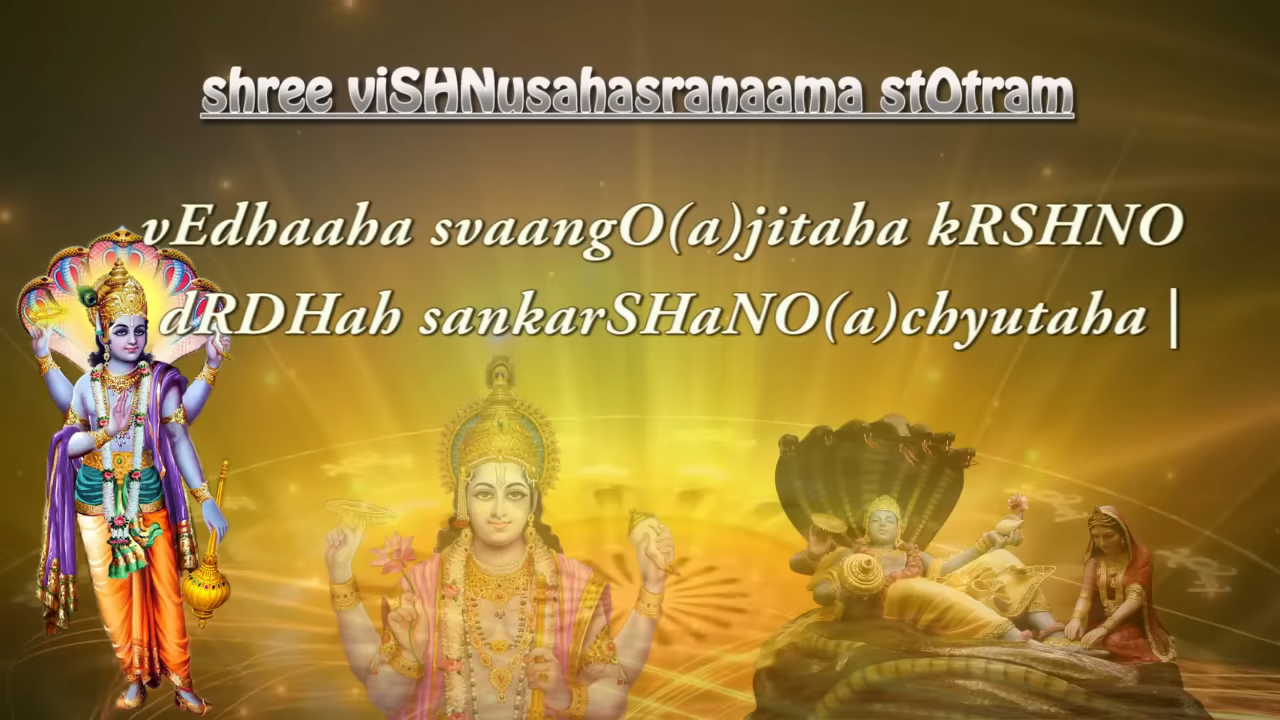 shree viSHNusahasranaama stOtram
vEdhaaha svaangO(a)jitaha kRSHNO
dRDHah sankarSHaNO(a)chyutaha |